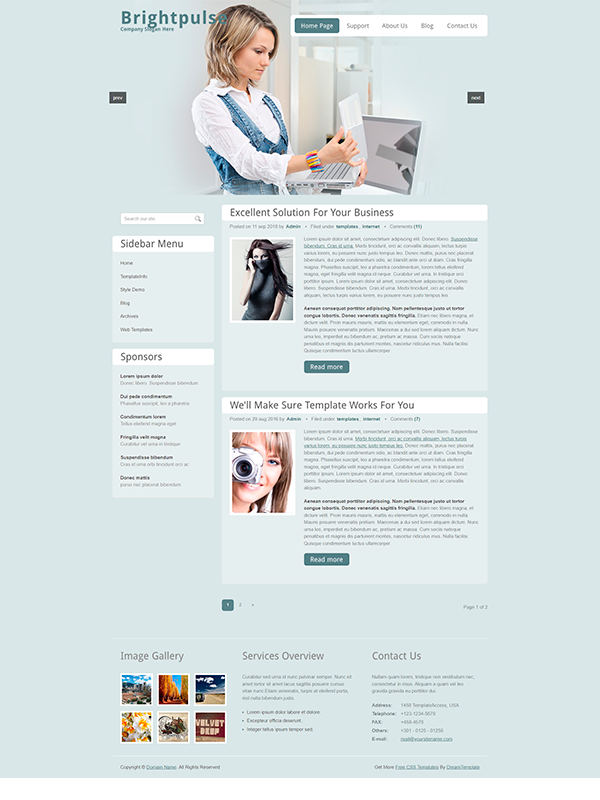 Brightpulse
Company Slogan Here
Home Page
Support
About Us
Blog
Contact Us
prev
next
Search our site
Sidebar Menu
Home
TemplateInfo
Style Demo
Blog
Archives
Web Templates
Sponsors
Lorem ipsum dolor
Donec libero. Suspendisse bibendum
Dui pede condimentum
Phasellus suscipit, leo a pharetra
Condimentum lorem
Tellus eleifend magna eget
Fringilla velit magna
Curabitur vel urna in tristique
Suspendisse bibendum
Cras id urna orbi tincidunt orci ac
Donec mattis
purus nec placerat bibendum
Excellent Solution For Your Business
Posted on 11 sep 2015 by Admin • Filed under templates, internet • Comments (11)
Lorem ipsum dolor sit amet, consectetuer adipiscing elit. Donec libero. Suspendisse
bibendum. Cras id urna. Morbi tincidunt, orci ac convallis aliquam, lectus turpis
varius lorem, eu posuere nunc justo tempus leo. Donec mattis, purus nec placerat
bibendum, dui pede condimentum odio, ac blandit ante orci ut diam. Cras fringilla
magna. Phasellus suscipit, leo a pharetra condimentum, lorem tellus eleifend
magna, eget fringilla velit magna id neque. Curabitur vel urna. In tristique orci
porttitor ipsum. Lorem ipsum dolor sit amet, consectetuer adipiscing elit. Donec
libero. Suspendisse bibendum. Cras id urna. Morbi tincidunt, orci ac convallis
aliquam, lectus turpis varius lorem, eu posuere nunc justo tempus leo.
Aenean consequat porttitor adipiscing. Nam pellentesque justo ut tortor
congue lobortis. Donec venenatis sagittis fringilla. Etiam nec libero magna, et
dictum velit. Proin mauris mauris, mattis eu elementum eget, commodo in nulla.
Mauris posuere venenatis pretium. Maecenas a dui sed lorem aliquam dictum. Nunc
urna leo, imperdiet eu bibendum ac, pretium ac massa. Cum sociis natoque
penatibus et magnis dis parturient montes, nascetur ridiculus mus. Nulla facilisi.
Quisque condimentum luctus ullamcorper.
Read more
We'll Make Sure Template Works For You
Posted on 29 aug 2016 by Admin • Filed under templates, internet • Comments (7)
Lorem ipsum dolor sit amet, consectetuer adipiscing elit. Donec libero. Suspendisse
bibendum. Cras id urna. Morbi tincidunt, orci ac convallis aliquam, lectus turpis
varius lorem, eu posuere nunc justo tempus leo. Donec mattis, purus nec placerat
bibendum, dui pede condimentum odio, ac blandit ante orci ut diam. Cras fringilla
magna. Phasellus suscipit, leo a pharetra condimentum, lorem tellus eleifend
magna, eget fringilla velit magna id neque. Curabitur vel urna. In tristique orci
porttitor ipsum. Lorem ipsum dolor sit amet, consectetuer adipiscing elit. Donec
libero. Suspendisse bibendum. Cras id urna. Morbi tincidunt, orci ac convallis
aliquam.
Aenean consequat porttitor adipiscing. Nam pellentesque justo ut tortor
congue lobortis. Donec venenatis sagittis fringilla. Etiam nec libero magna, et
dictum velit. Proin mauris mauris, mattis eu elementum eget, commodo in nulla.
Mauris posuere venenatis pretium. Maecenas a dui sed lorem aliquam dictum. Nunc
urna leo, imperdiet eu bibendum ac, pretium ac massa. Cum sociis natoque
penatibus et magnis dis parturient montes, nascetur ridiculus mus. Nulla facilisi.
Quisque condimentum luctus ullamcorper.
Read more
1 2 »
Page 1 of 2
Image Gallery
VELVET
DEEP
Services Overview
Curabitur sed urna id nunc pulvinar semper. Nunc sit
amet tortor sit amet lacus sagittis posuere cursus
vitae nunc. Etiam venenatis, turpis at eleifend porta,
nisl nulla bibendum justo.
• Lorem ipsum dolor labore et dolore.
• Excepteur officia deserunt.
• Integer tellus ipsum tempor sed.
Contact Us
Nullam quam lorem, tristique non vestibulum nec,
consectetur in risus. Aliquam a quam vel leo
gravida gravida eu porttitor dui.
Address: 1458 TemplateAccess, USA
Telephone: +123-1234-5678
FAX: +458-4578
Others: +301 - 0125 - 01258
E-mail: mail@yoursitename.com
Copyright © Domain Name. All Rights Reserved
Get More Free CSS Templates By DreamTemplate